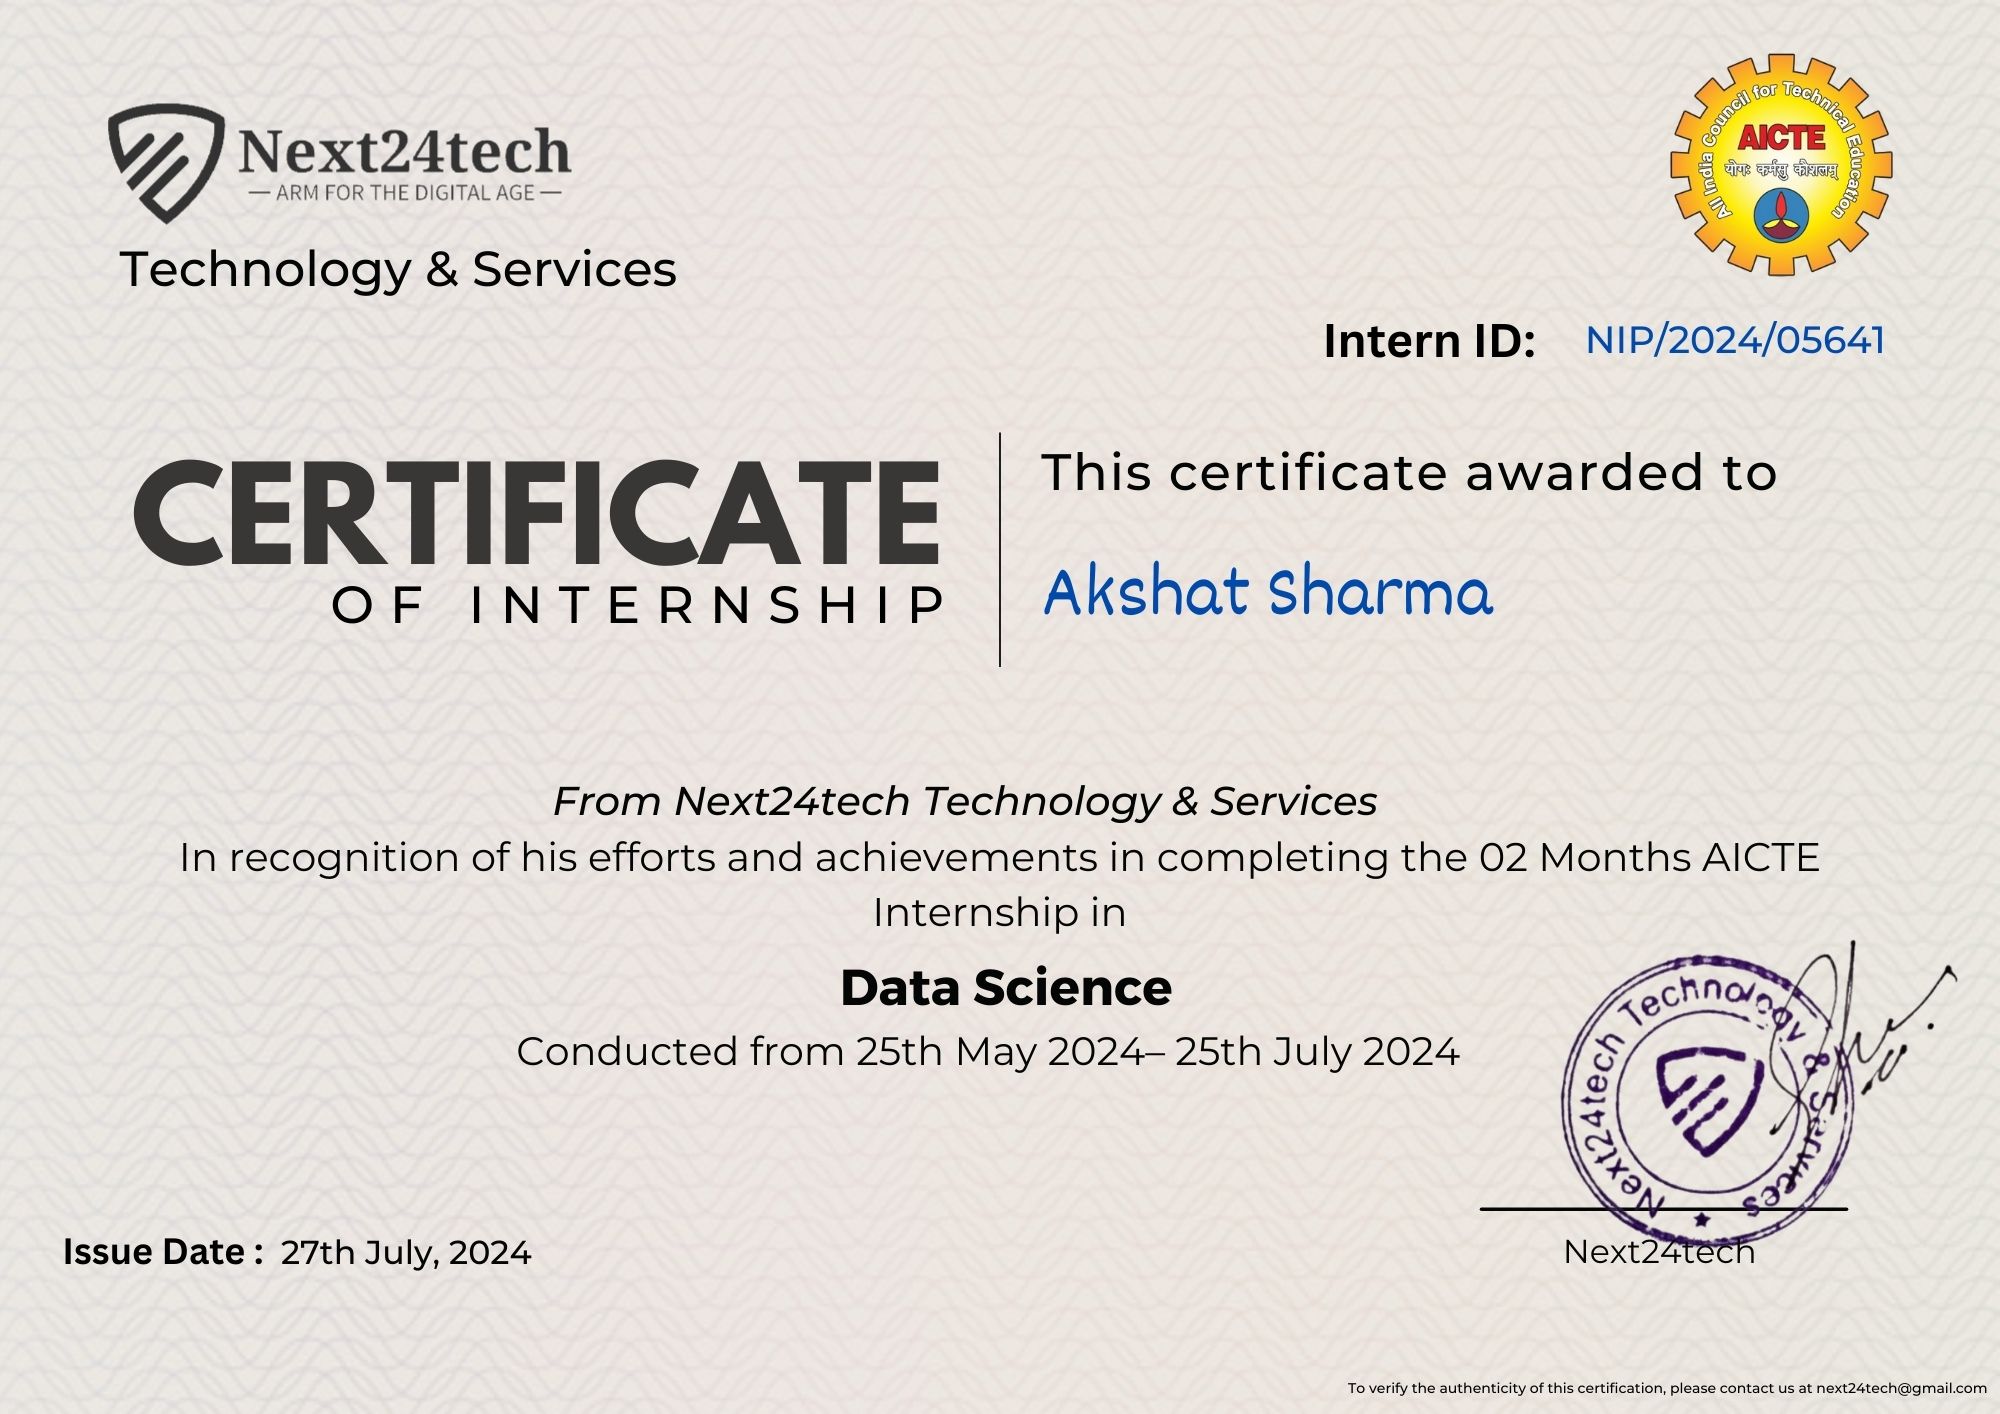 Next24tech
— ARM FOR THE DIGITAL AGE —
Technology & Services
All India Council for Technical Education
AICTE
योगः कर्मसु कौशलम्
Intern ID: NIP/2024/05641
CERTIFICATE
OF INTERNSHIP
This certificate awarded to
Akshat Sharma
From Next24tech Technology & Services
In recognition of his efforts and achievements in completing the 02 Months AICTE
Internship in
Data Science
Conducted from 25th May 2024– 25th July 2024
Next24tech Technology & Services
Issue Date : 27th July, 2024
Next24tech
To verify the authenticity of this certification, please contact us at next24tech@gmail.com